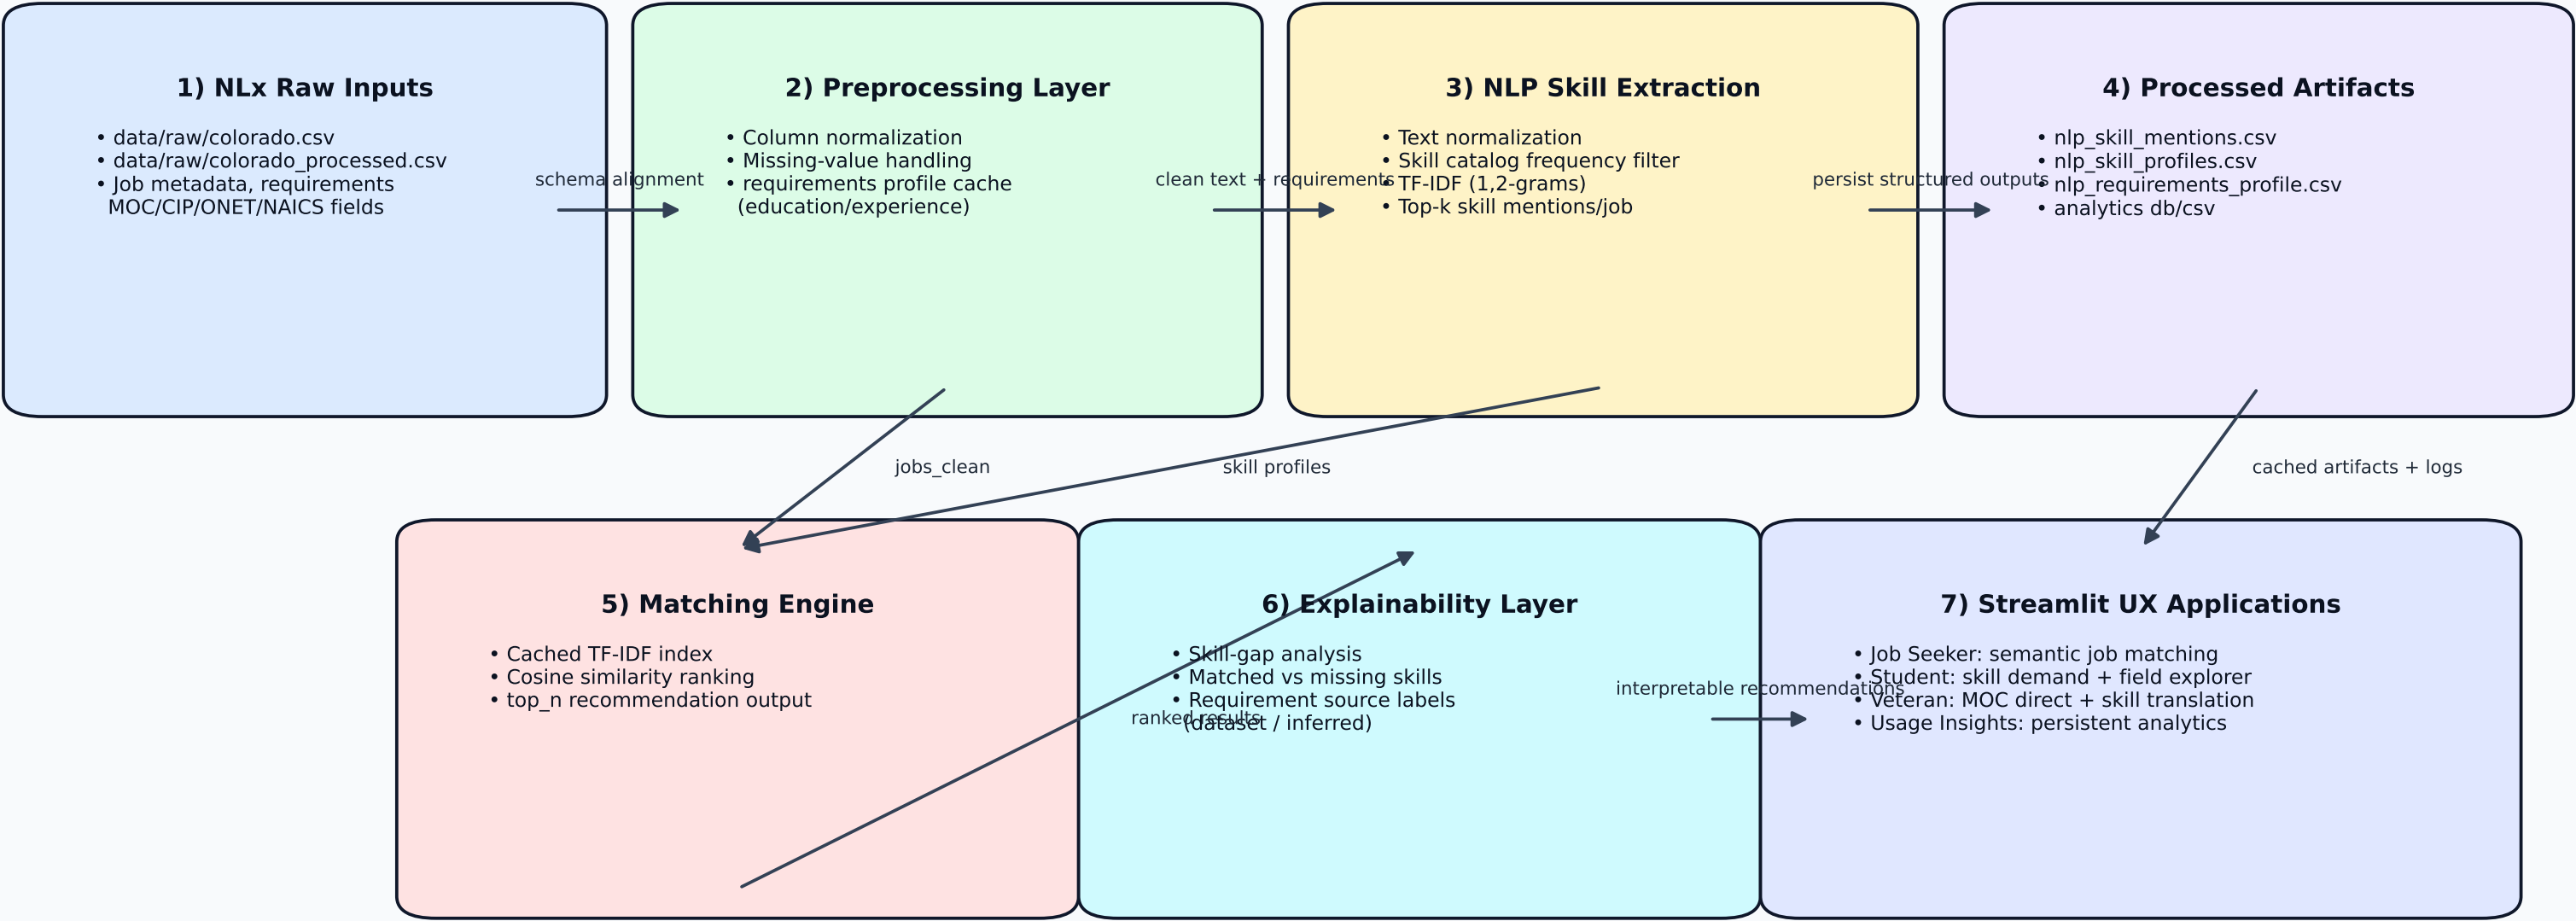 1) NLx Raw Inputs
• data/raw/colorado.csv
• data/raw/colorado_processed.csv
• Job metadata, requirements
MOC/CIP/ONET/NAICS fields
schema alignment
2) Preprocessing Layer
• Column normalization
• Missing-value handling
• requirements profile cache
(education/experience)
clean text + requirements
3) NLP Skill Extraction
• Text normalization
• Skill catalog frequency filter
• TF-IDF (1,2-grams)
• Top-k skill mentions/job
persist structured outputs
4) Processed Artifacts
• nlp_skill_mentions.csv
• nlp_skill_profiles.csv
• nlp_requirements_profile.csv
• analytics db/csv
jobs_clean
skill profiles
cached artifacts + logs
5) Matching Engine
• Cached TF-IDF index
• Cosine similarity ranking
• top_n recommendation output
ranked results
6) Explainability Layer
• Skill-gap analysis
• Matched vs missing skills
• Requirement source labels
(dataset / inferred)
interpretable recommendations
7) Streamlit UX Applications
• Job Seeker: semantic job matching
• Student: skill demand + field explorer
• Veteran: MOC direct + skill translation
• Usage Insights: persistent analytics